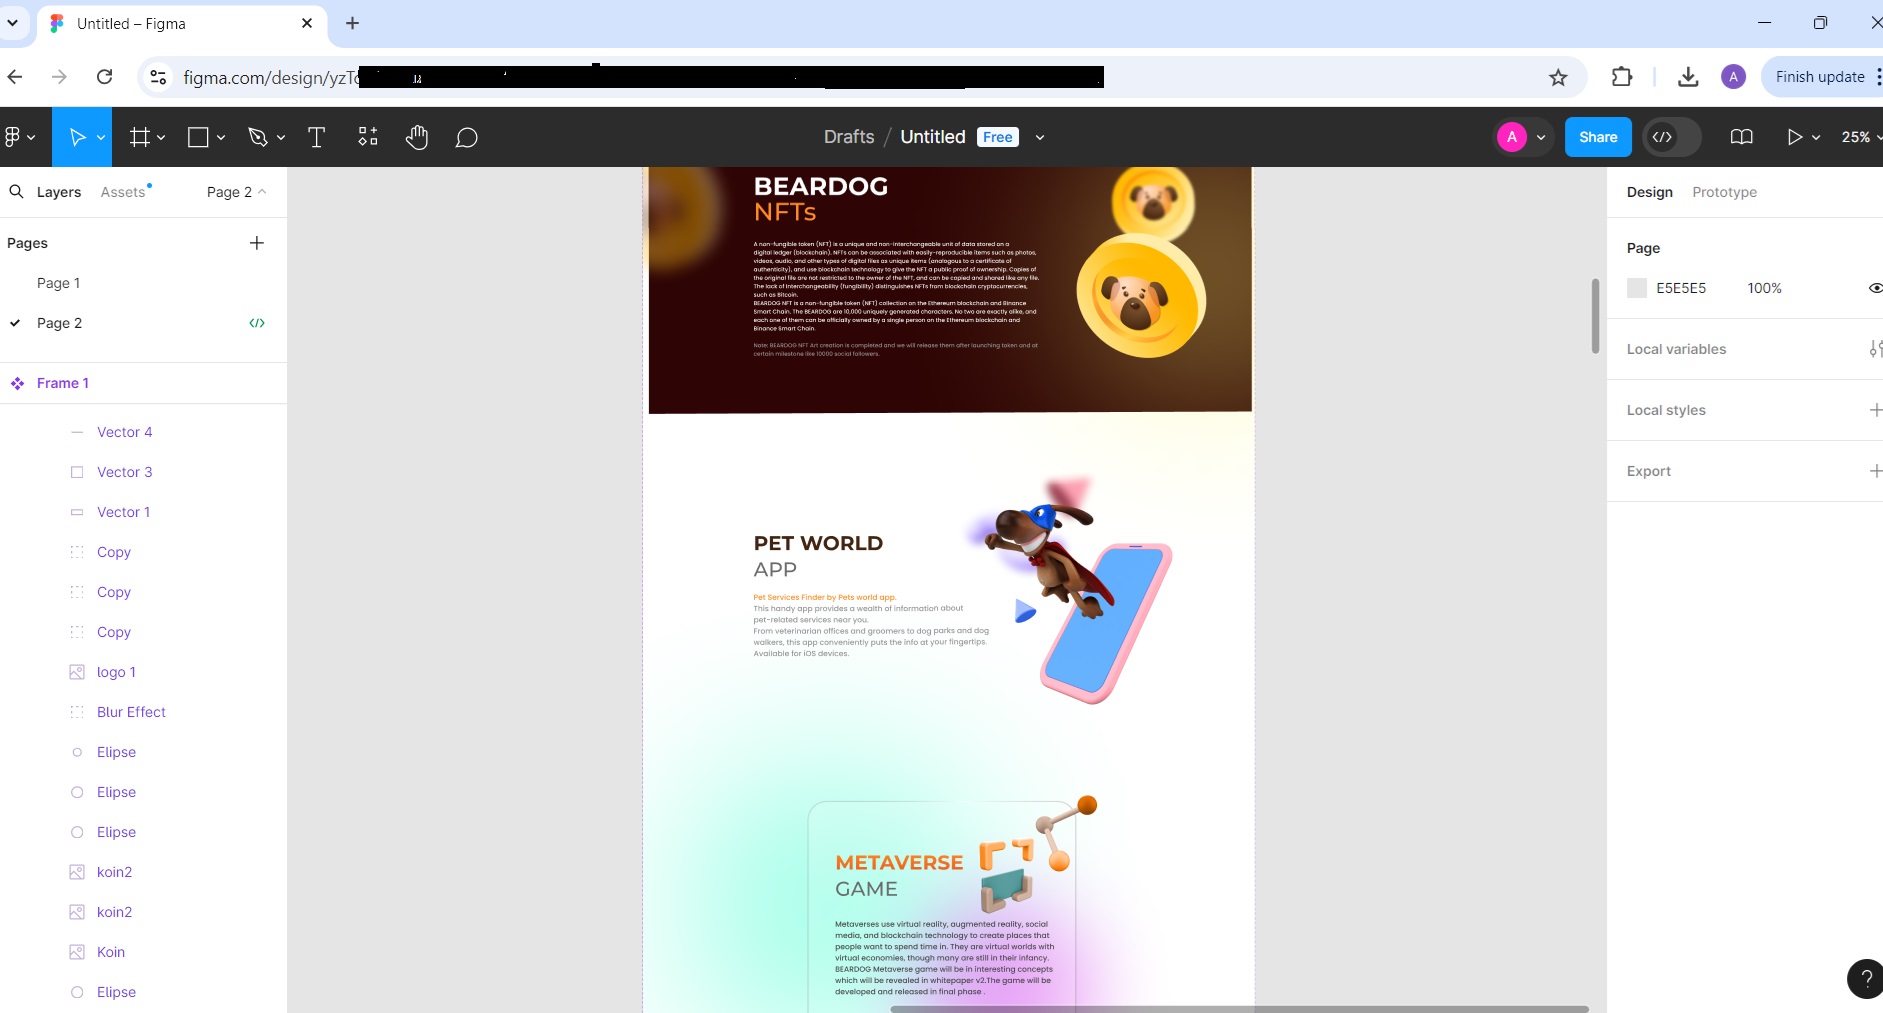 Untitled – Figma
figma.com/design/yzT
A
Finish update
Drafts / Untitled Free
A
Share
25%
Layers Assets Page 2
Pages
Page 1
Page 2
Frame 1
Vector 4
Vector 3
Vector 1
Copy
Copy
Copy
logo 1
Blur Effect
Elipse
Elipse
Elipse
koin2
koin2
Koin
Elipse
BEARDOG
NFTs
A non-fungible token (NFT) is a unique and non-interchangeable unit of data stored on a
digital ledger (blockchain). NFTs can be associated with easily-reproducible items such as photos,
videos, audio, and other types of digital files as unique items (analogous to a certificate of
authenticity), and use blockchain technology to give the NFT a public proof of ownership. Copies of
the original file are not restricted to the owner of the NFT, and can be copied and shared like any file.
The lack of interchangeability (fungibility) distinguishes NFTs from blockchain cryptocurrencies,
such as Bitcoin.
BEARDOG NFT is a non-fungible token (NFT) collection on the Ethereum blockchain and Binance
Smart Chain. The BEARDOG are 10,000 uniquely generated characters. No two are exactly alike, and
each one of them can be officially owned by a single person on the Ethereum blockchain and
Binance Smart Chain.
Note: BEARDOG NFT Art creation is completed and we will release them after launching token and at
certain milestone like 10000 social followers.
PET WORLD
APP
Pet Services Finder by Pets world app.
This handy app provides a wealth of information about
pet-related services near you.
From veterinarian offices and groomers to dog parks and dog
walkers, this app conveniently puts the info at your fingertips.
Available for iOS devices.
METAVERSE
GAME
Metaverses use virtual reality, augmented reality, social
media, and blockchain technology to create places that
people want to spend time in. They are virtual worlds with
virtual economies, though many are still in their infancy.
BEARDOG Metaverse game will be in interesting concepts
which will be revealed in whitepaper v2.The game will be
developed and released in final phase .
Design Prototype
Page
E5E5E5 100%
Local variables
Local styles
Export
?